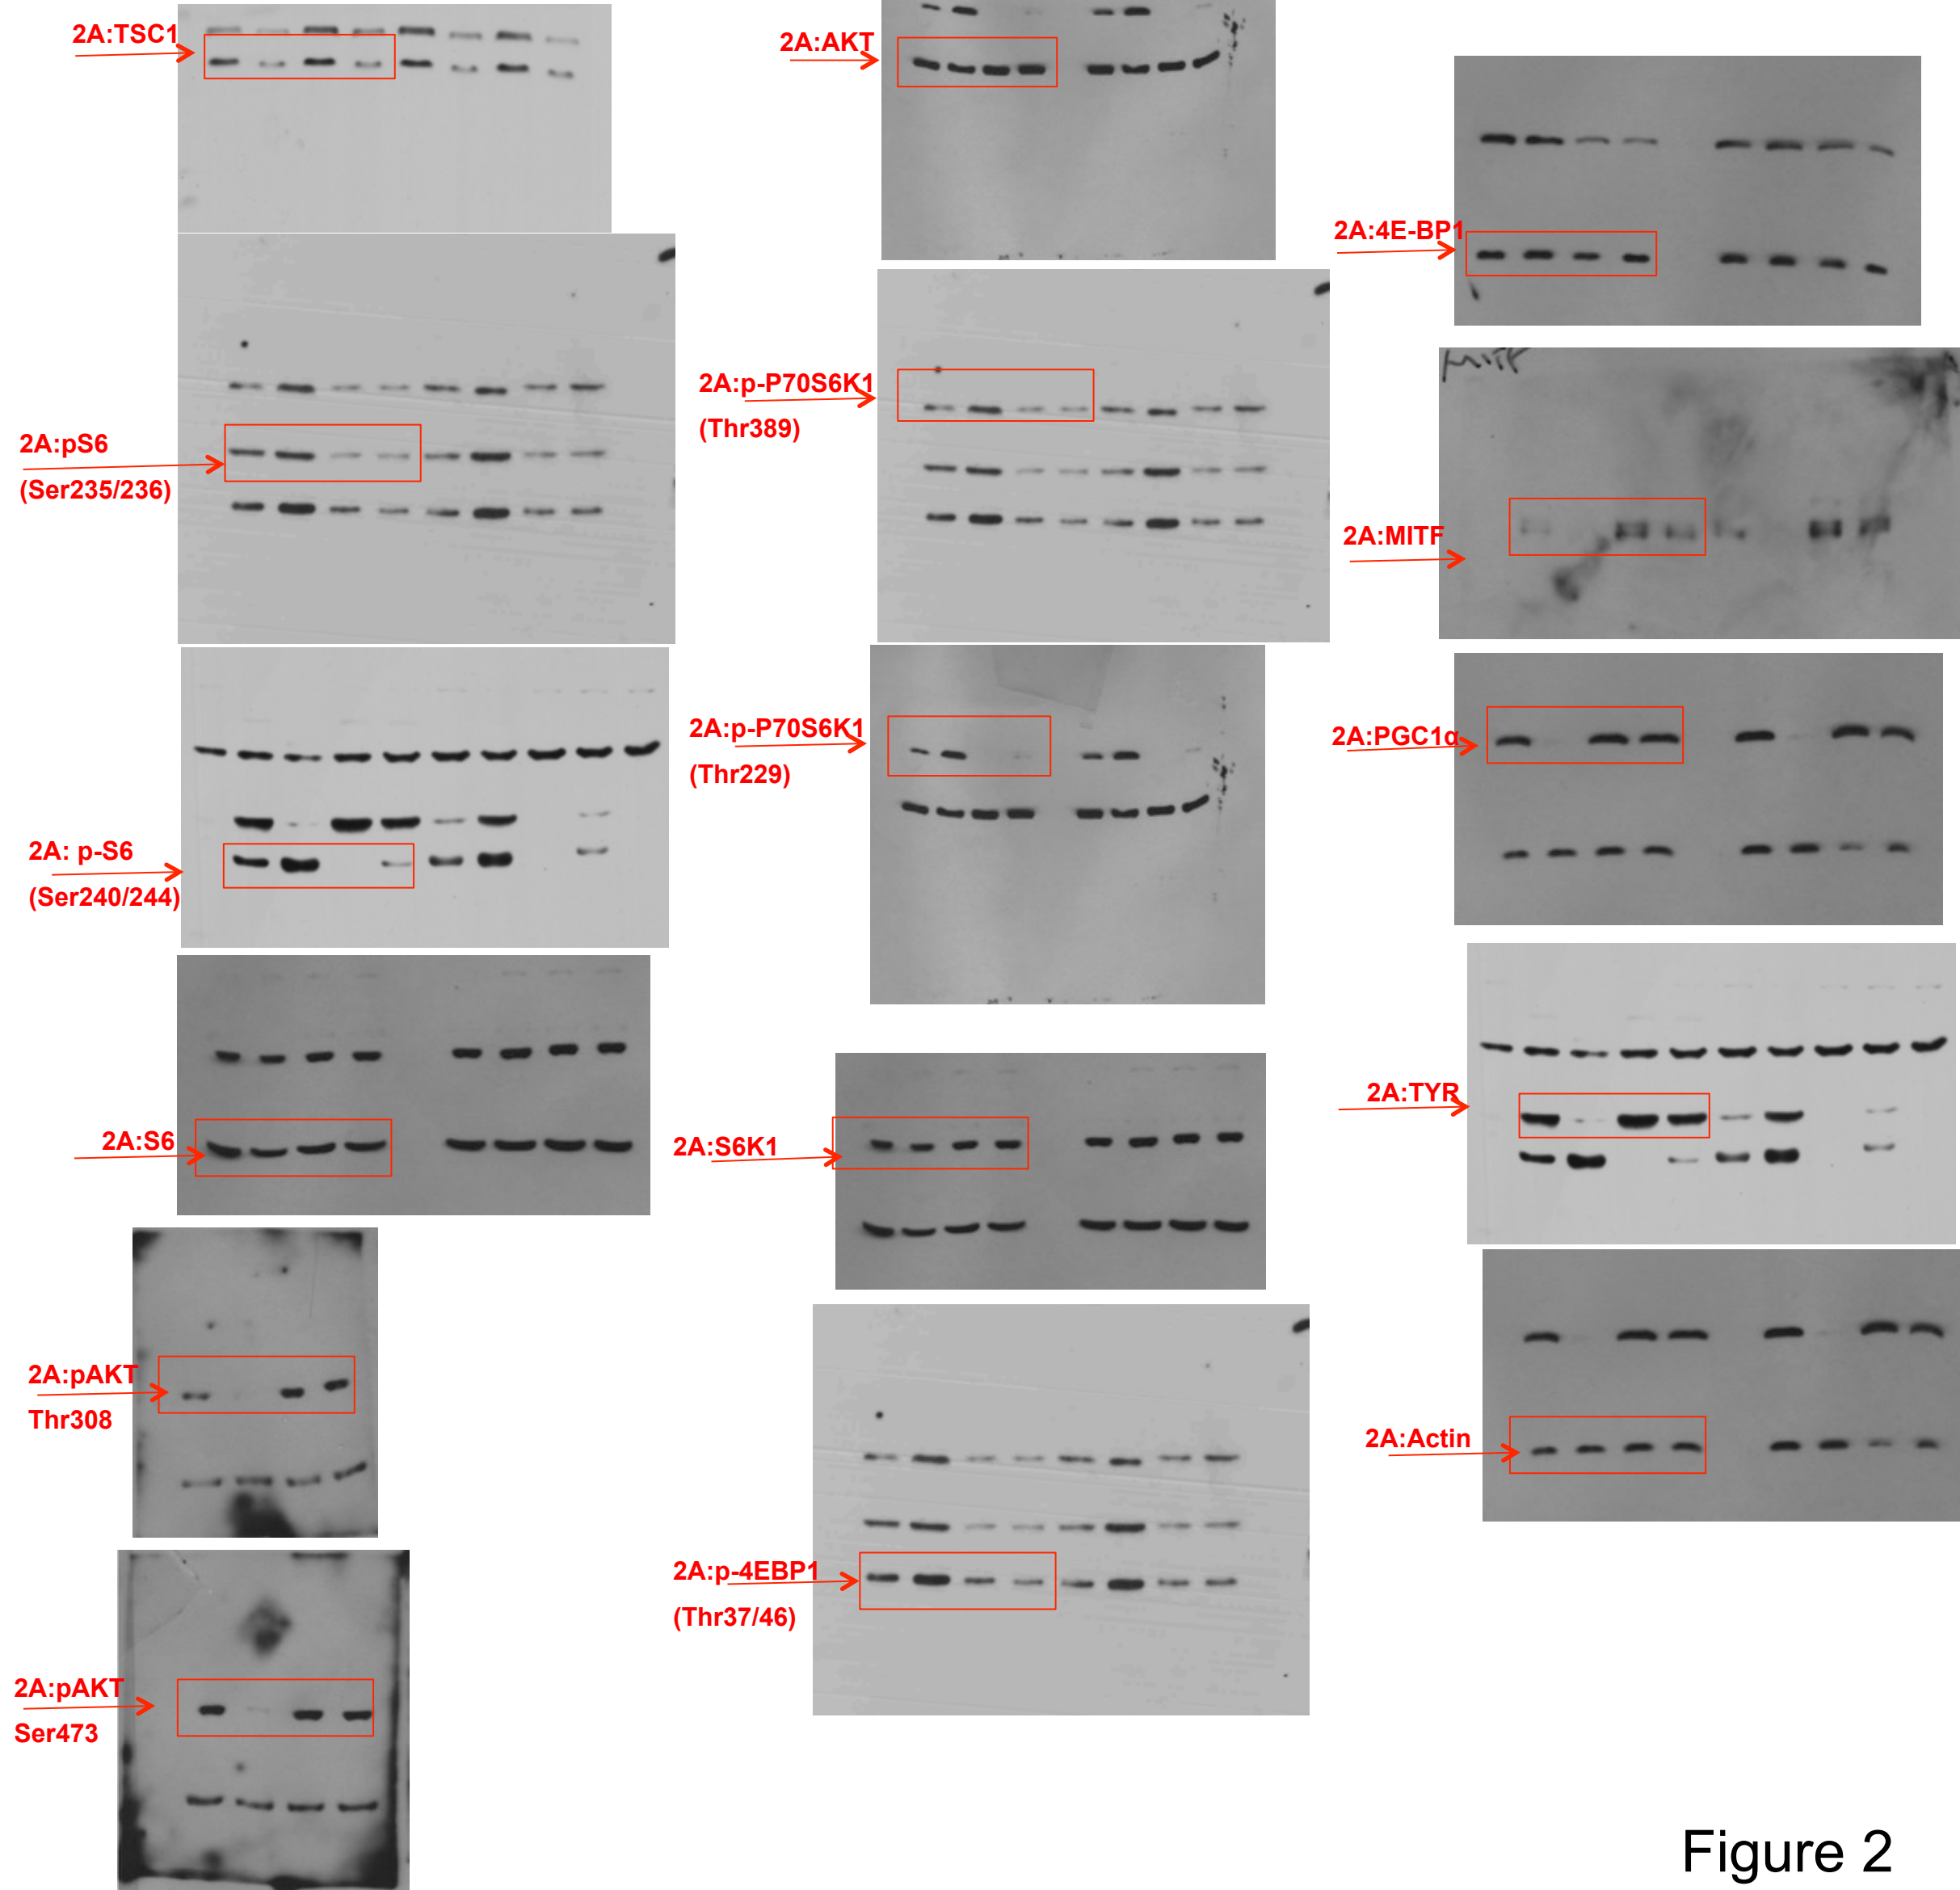 2A:TSC1
2A:pS6
(Ser235/236)
2A: p-S6
(Ser240/244)
2A:S6
2A:pAKT
Thr308
2A:pAKT
Ser473
2A:AKT
2A:p-P70S6K1
(Thr389)
2A:p-P70S6K1
(Thr229)
2A:S6K1
2A:p-4EBP1
(Thr37/46)
2A:4E-BP1
MITF
2A:MITF
2A:PGC1α
2A:TYR
2A:Actin
Figure 2